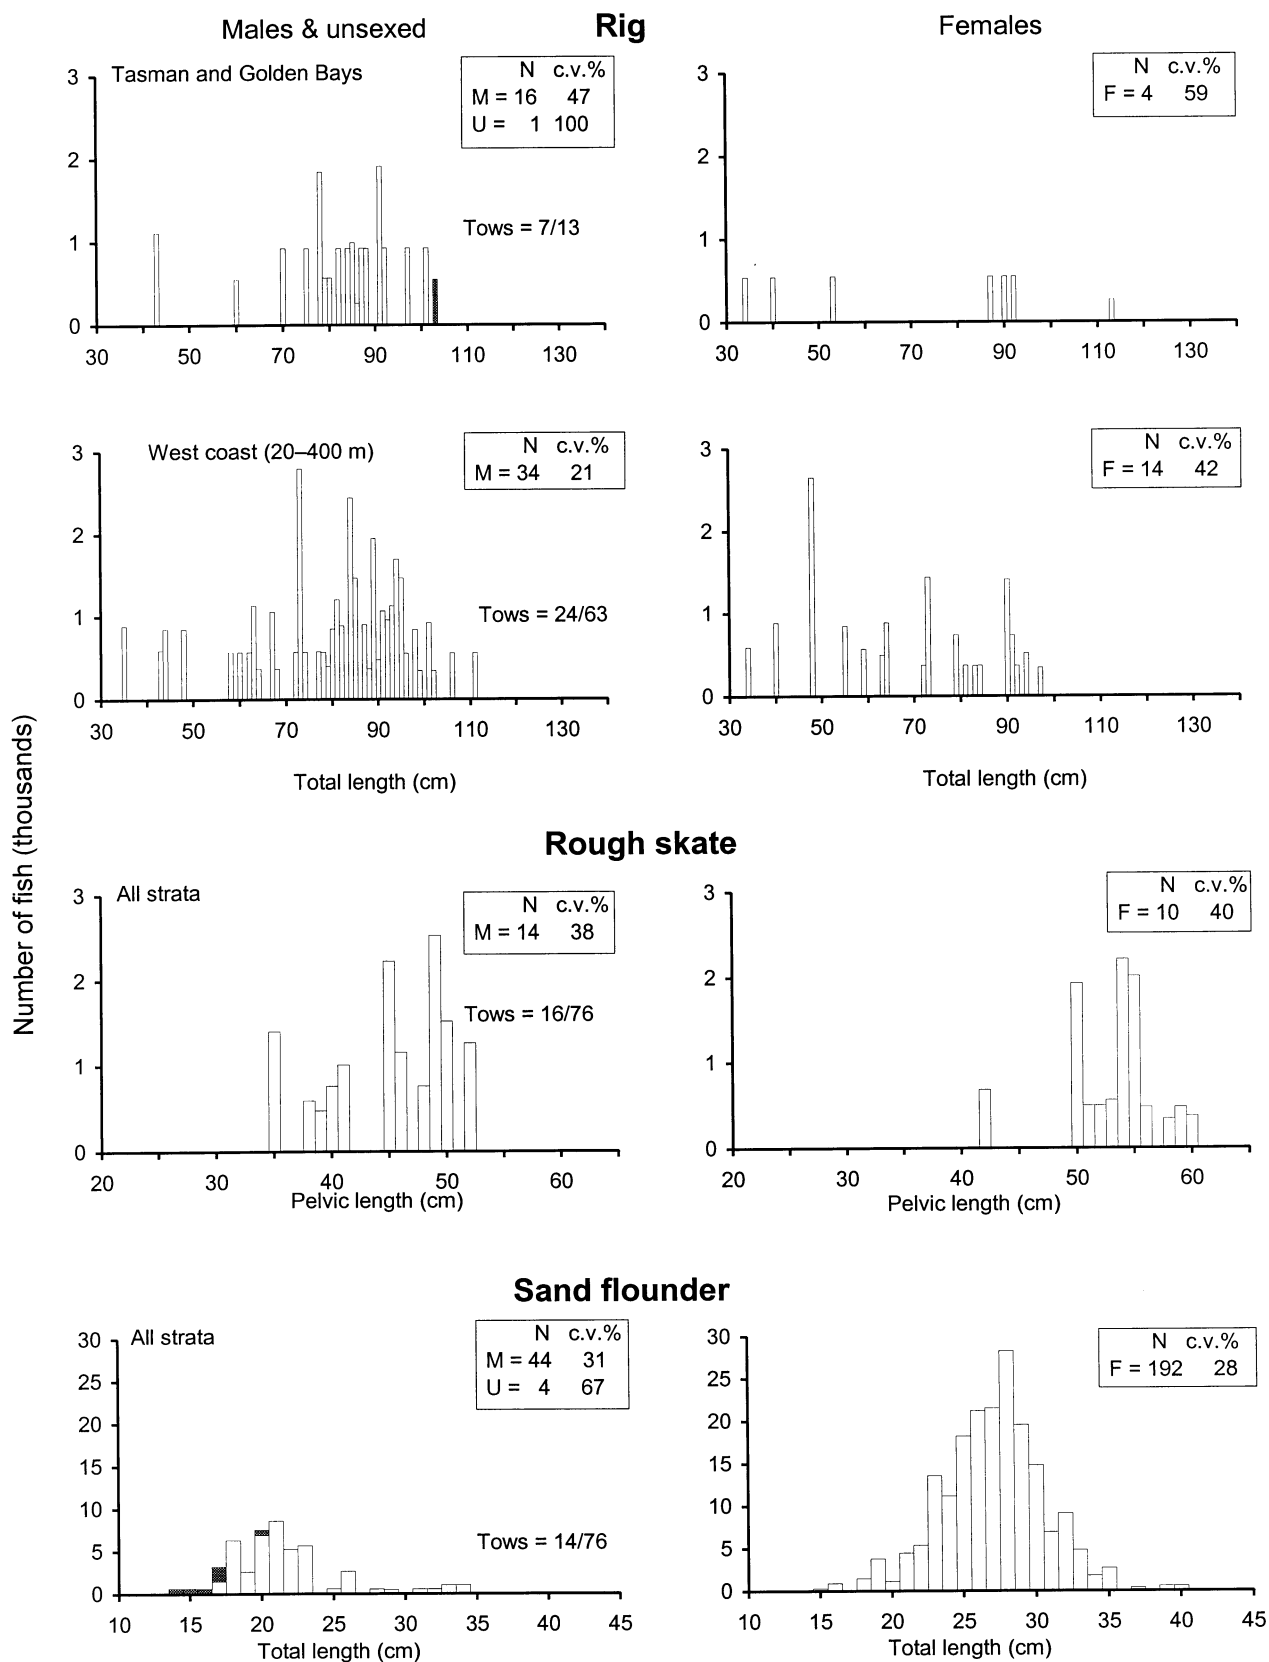 Males & unsexed
Rig
Females
Tasman and Golden Bays
N c.v.%
M = 16 47
U = 1 100
Tows = 7/13
3
2
1
0
30 50 70 90 110 130
N c.v.%
F = 4 59
3
2
1
0
30 50 70 90 110 130
West coast (20–400 m)
N c.v.%
M = 34 21
Tows = 24/63
3
2
1
0
30 50 70 90 110 130
Total length (cm)
N c.v.%
F = 14 42
3
2
1
0
30 50 70 90 110 130
Total length (cm)
Number of fish (thousands)
Rough skate
All strata
N c.v.%
M = 14 38
Tows = 16/76
3
2
1
0
20 30 40 50 60
Pelvic length (cm)
N c.v.%
F = 10 40
3
2
1
0
20 30 40 50 60
Pelvic length (cm)
Sand flounder
All strata
N c.v.%
M = 44 31
U = 4 67
Tows = 14/76
30
25
20
15
10
5
0
10 15 20 25 30 35 40 45
Total length (cm)
N c.v.%
F = 192 28
30
25
20
15
10
5
0
10 15 20 25 30 35 40 45
Total length (cm)